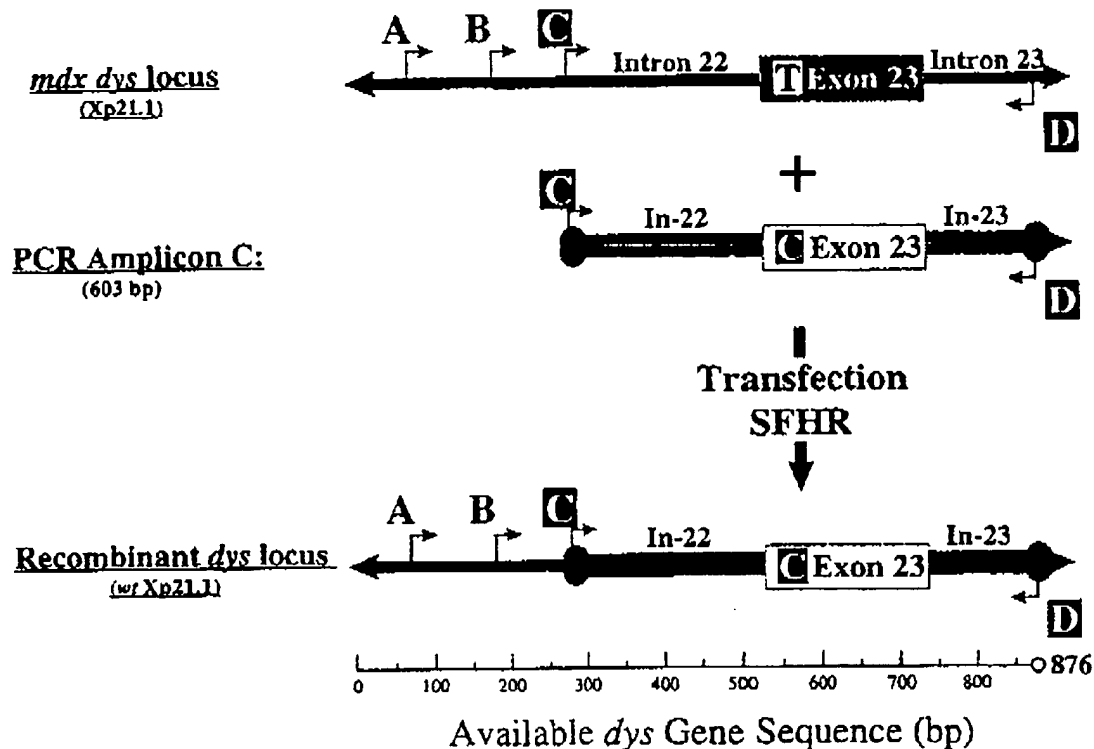 A B C
Intron 22 T Exon 23 Intron 23
mdx dys locus
(Xp21.1)
D
+
C
In-22 C Exon 23 In-23
PCR Amplicon C:
(603 bp)
D
Transfection
SFHR
A B C
In-22 C Exon 23 In-23
Recombinant dys locus
(wt Xp21.1)
D
0 100 200 300 400 500 600 700 800 876
Available dys Gene Sequence (bp)